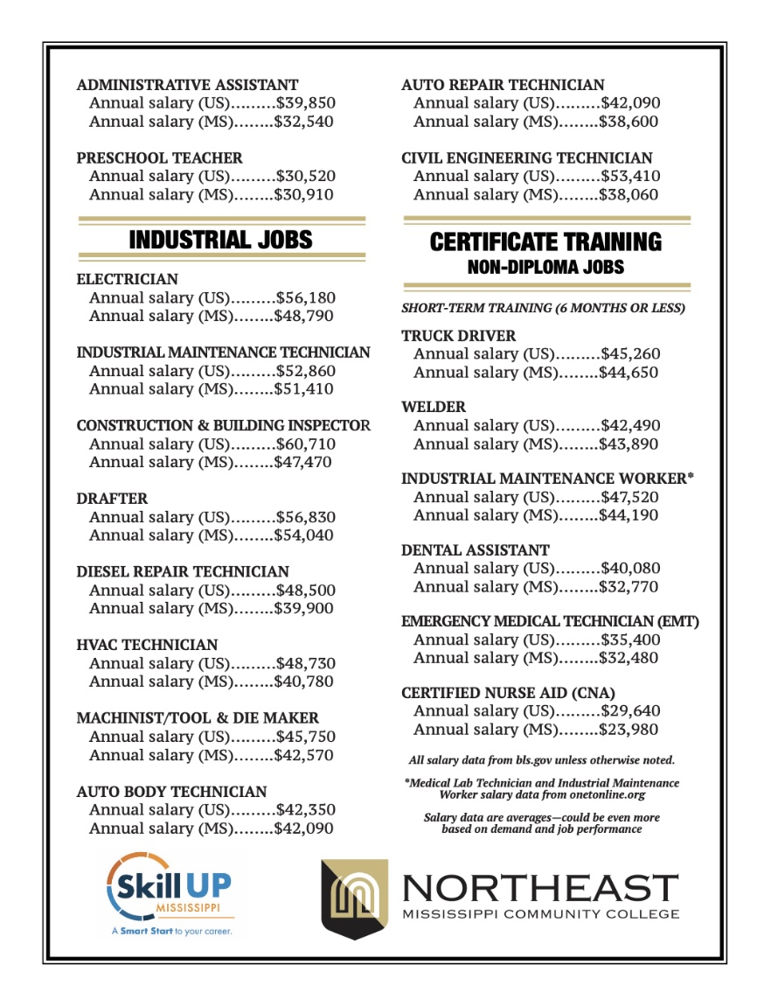 ADMINISTRATIVE ASSISTANT
Annual salary (US).........$39,850
Annual salary (MS)........$32,540
PRESCHOOL TEACHER
Annual salary (US).........$30,520
Annual salary (MS)........$30,910
INDUSTRIAL JOBS
ELECTRICIAN
Annual salary (US).........$56,180
Annual salary (MS)........$48,790
INDUSTRIAL MAINTENANCE TECHNICIAN
Annual salary (US).........$52,860
Annual salary (MS)........$51,410
CONSTRUCTION & BUILDING INSPECTOR
Annual salary (US).........$60,710
Annual salary (MS)........$47,470
DRAFTER
Annual salary (US).........$56,830
Annual salary (MS)........$54,040
DIESEL REPAIR TECHNICIAN
Annual salary (US).........$48,500
Annual salary (MS)........$39,900
HVAC TECHNICIAN
Annual salary (US).........$48,730
Annual salary (MS)........$40,780
MACHINIST/TOOL & DIE MAKER
Annual salary (US).........$45,750
Annual salary (MS)........$42,570
AUTO BODY TECHNICIAN
Annual salary (US).........$42,350
Annual salary (MS)........$42,090
AUTO REPAIR TECHNICIAN
Annual salary (US).........$42,090
Annual salary (MS)........$38,600
CIVIL ENGINEERING TECHNICIAN
Annual salary (US).........$53,410
Annual salary (MS)........$38,060
CERTIFICATE TRAINING
NON-DIPLOMA JOBS
SHORT-TERM TRAINING (6 MONTHS OR LESS)
TRUCK DRIVER
Annual salary (US).........$45,260
Annual salary (MS)........$44,650
WELDER
Annual salary (US).........$42,490
Annual salary (MS)........$43,890
INDUSTRIAL MAINTENANCE WORKER*
Annual salary (US).........$47,520
Annual salary (MS)........$44,190
DENTAL ASSISTANT
Annual salary (US).........$40,080
Annual salary (MS)........$32,770
EMERGENCY MEDICAL TECHNICIAN (EMT)
Annual salary (US).........$35,400
Annual salary (MS)........$32,480
CERTIFIED NURSE AID (CNA)
Annual salary (US).........$29,640
Annual salary (MS)........$23,980
All salary data from bls.gov unless otherwise noted.
*Medical Lab Technician and Industrial Maintenance
Worker salary data from onetonline.org
Salary data are averages—could be even more
based on demand and job performance
Skill UP
MISSISSIPPI
A Smart Start to your career.
NORTHEAST
MISSISSIPPI COMMUNITY COLLEGE